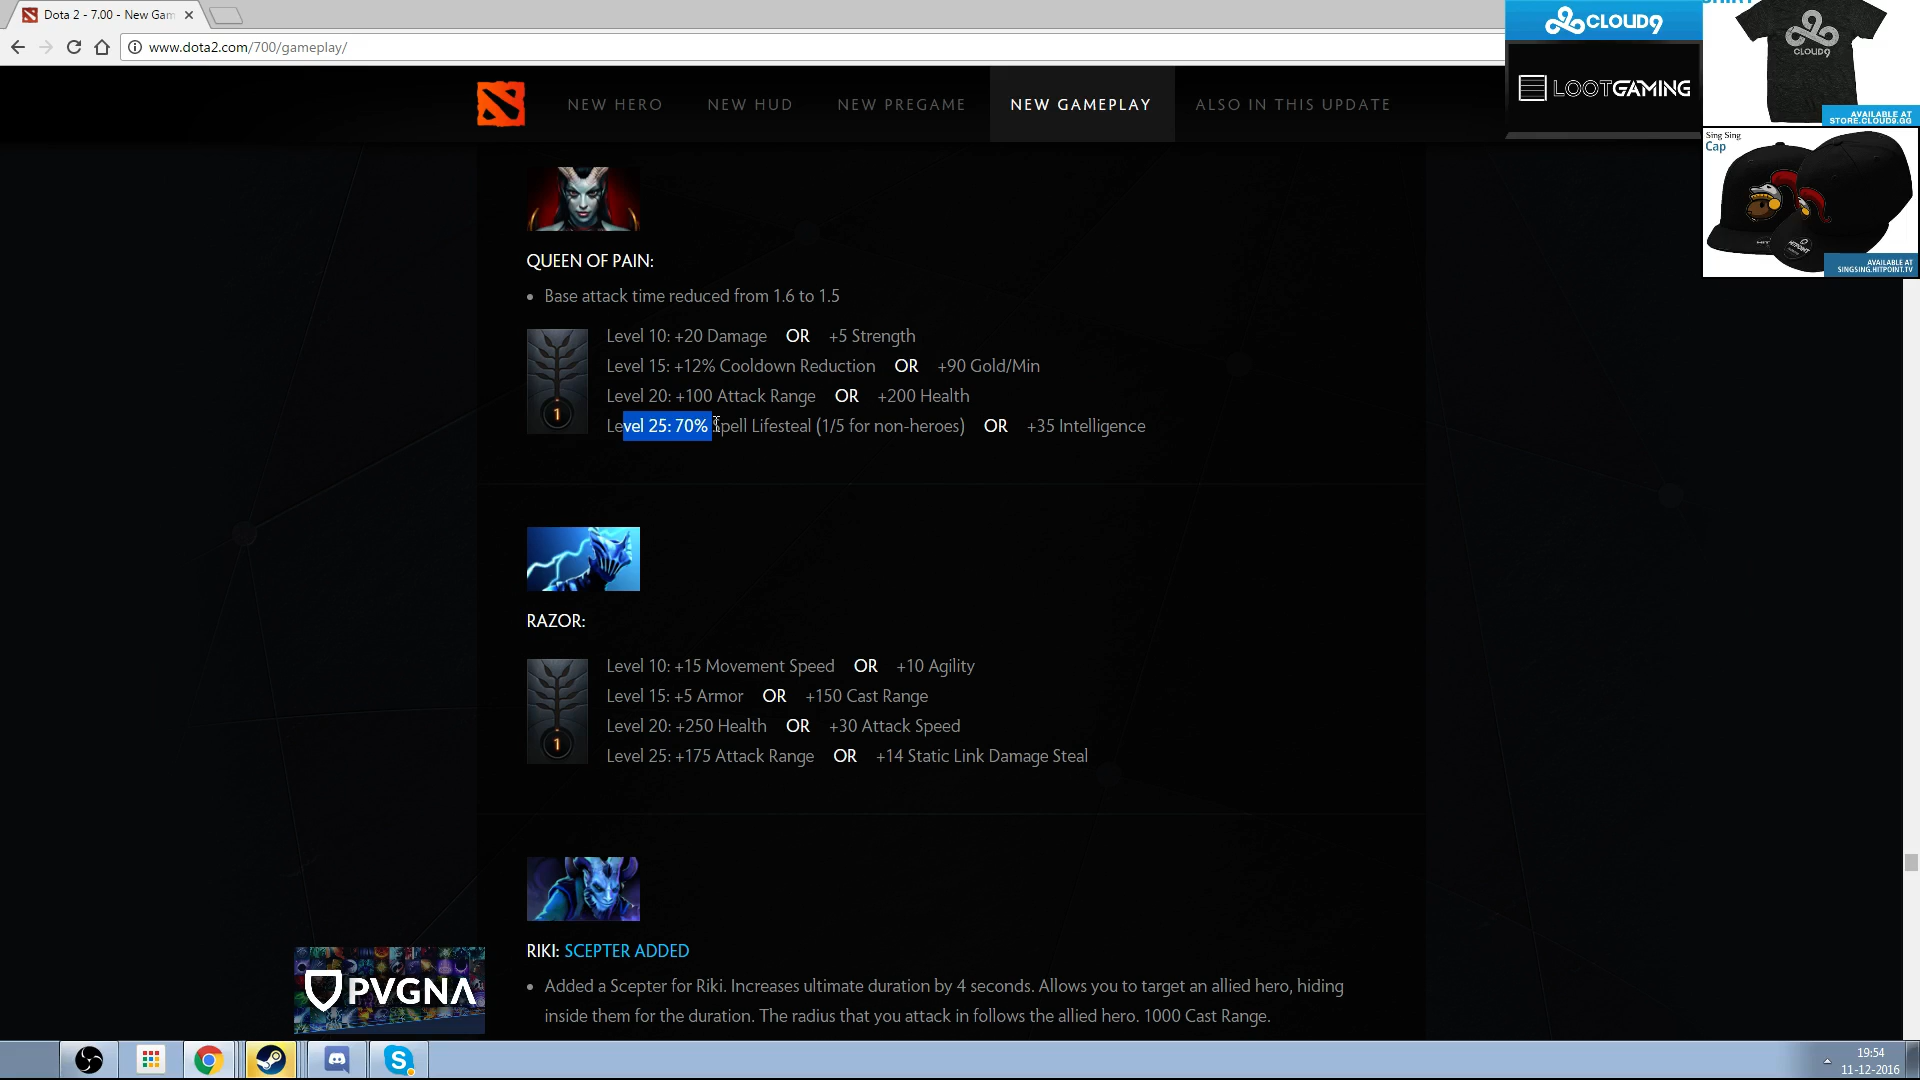 Dota 2 - 7.00 - New Gam
www.dota2.com/700/gameplay/
CLOUD9
LOOTGAMING
CLOUD9
AVAILABLE AT
STORE.CLOUD9.GG
Sing Sing
Cap
AVAILABLE AT
SINGSING.HITPOINT.TV
NEW HERO NEW HUD NEW PREGAME NEW GAMEPLAY ALSO IN THIS UPDATE
QUEEN OF PAIN:
Base attack time reduced from 1.6 to 1.5
Level 10: +20 Damage OR +5 Strength
Level 15: +12% Cooldown Reduction OR +90 Gold/Min
Level 20: +100 Attack Range OR +200 Health
Level 25: 70% Spell Lifesteal (1/5 for non-heroes) OR +35 Intelligence
1
RAZOR:
Level 10: +15 Movement Speed OR +10 Agility
Level 15: +5 Armor OR +150 Cast Range
Level 20: +250 Health OR +30 Attack Speed
Level 25: +175 Attack Range OR +14 Static Link Damage Steal
1
RIKI: SCEPTER ADDED
Added a Scepter for Riki. Increases ultimate duration by 4 seconds. Allows you to target an allied hero, hiding
inside them for the duration. The radius that you attack in follows the allied hero. 1000 Cast Range.
PVGNA
19:54
11-12-2016